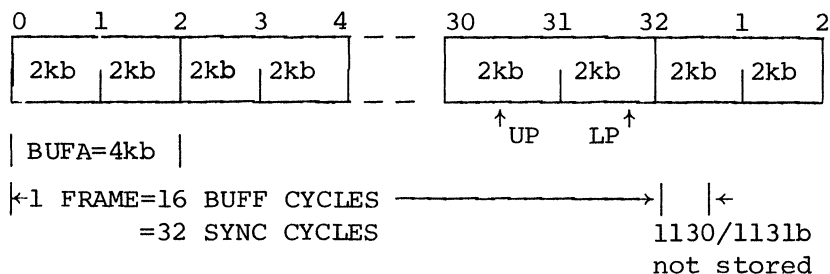 0 1 2 3 4 30 31 32 1 2
2kb 2kb 2kb 2kb 2kb 2kb 2kb 2kb
↑UP LP↑
| BUFA=4kb |
|←1 FRAME=16 BUFF CYCLES →| |←
=32 SYNC CYCLES 1130/1131b
not stored